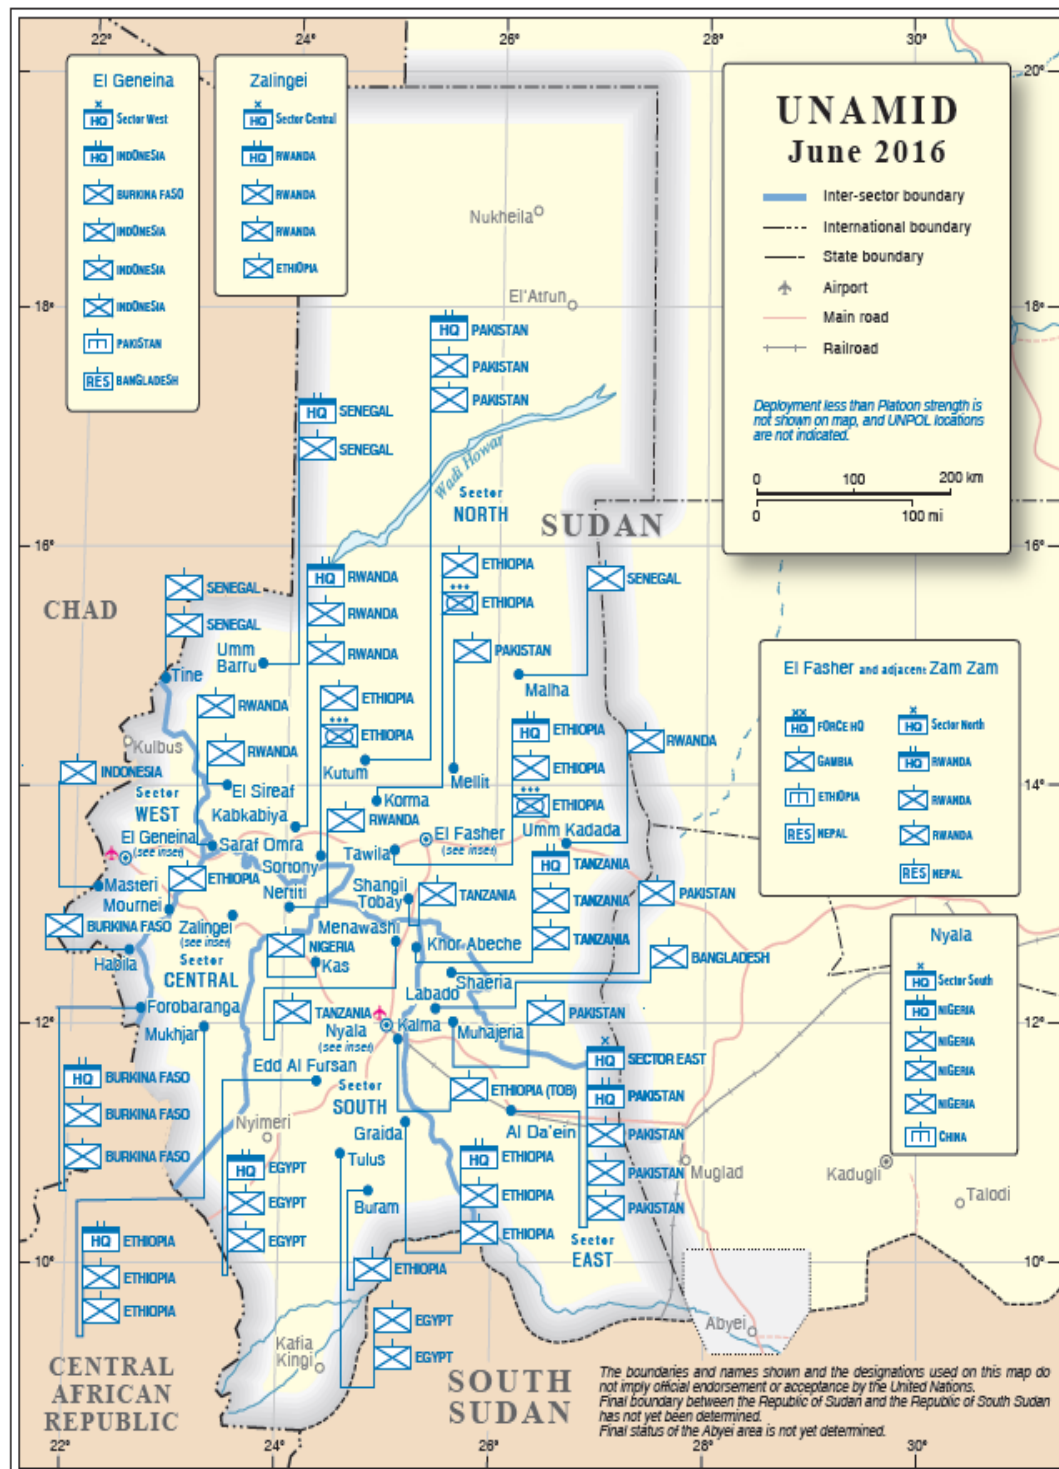 22° 24° 26° 28° 30°
El Geneina
HQ Sector West
HQ INDONESIA
BURKINA FASO
INDONESIA
INDONESIA
INDONESIA
PAKISTAN
RES BANGLADESH
Zalingei
HQ Sector Central
HQ RWANDA
RWANDA
RWANDA
ETHIOPIA
UNAMID
June 2016
Inter-sector boundary
International boundary
State boundary
Airport
Main road
Railroad
Deployment less than Platoon strength is
not shown on map, and UNPOL locations
are not indicated.
0 100 200 km
0 100 mi
20° 20°
Nukheila
El'Atrun
18° 18°
HQ PAKISTAN
PAKISTAN
PAKISTAN
HQ SENEGAL
SENEGAL
Wadi Howar
Sector
NORTH
SUDAN
16° 16°
CHAD
SENEGAL
SENEGAL
HQ RWANDA
RWANDA
RWANDA
ETHIOPIA
ETHIOPIA
PAKISTAN
SENEGAL
Umm
Barru
Tine
Malha
RWANDA
RWANDA
ETHIOPIA
ETHIOPIA
HQ ETHIOPIA
ETHIOPIA
ETHIOPIA
RWANDA
Kulbus
INDONESIA
Kutum
Mellit
El Sireaf
Korma
14° 14°
Sector
WEST
Kabkabiya
RWANDA
El Fasher
(see inset)
Umm Kadada
El Geneina
(see inset)
Saraf Omra
Sortony
Tawila
HQ TANZANIA
TANZANIA
TANZANIA
Masteri
Mournei
ETHIOPIA
Nertiti
Shangil
Tobay
TANZANIA
PAKISTAN
BURKINA FASO
Zalingei
(see inset)
Menawashi
Habila
Sector
CENTRAL
NIGERIA
Kas
Khor Abeche
Shaeria
BANGLADESH
Forobaranga
Mukhjar
TANZANIA
Nyala
(see inset)
Labado
Kalma
Muhajeria
PAKISTAN
12° 12°
El Fasher and adjacent Zam Zam
HQ FORCE HQ
GAMBIA
ETHIOPIA
RES NEPAL
HQ Sector North
HQ RWANDA
RWANDA
RWANDA
RES NEPAL
Nyala
HQ Sector South
HQ NIGERIA
NIGERIA
NIGERIA
NIGERIA
CHINA
Edd Al Fursan
HQ BURKINA FASO
BURKINA FASO
BURKINA FASO
Sector
SOUTH
ETHIOPIA (TOB)
HQ SECTOR EAST
HQ PAKISTAN
PAKISTAN
PAKISTAN
PAKISTAN
Nyimeri
Graida
Al Da'ein
Tulus
Buram
HQ EGYPT
EGYPT
EGYPT
HQ ETHIOPIA
ETHIOPIA
ETHIOPIA
Muglad
Kadugli
Talodi
Sector
EAST
10° 10°
HQ ETHIOPIA
ETHIOPIA
ETHIOPIA
ETHIOPIA
EGYPT
EGYPT
Abyei
Kafia
Kingi
CENTRAL
AFRICAN
REPUBLIC
SOUTH
SUDAN
The boundaries and names shown and the designations used on this map do
not imply official endorsement or acceptance by the United Nations.
Final boundary between the Republic of Sudan and the Republic of South Sudan
has not yet been determined.
Final status of the Abyei area is not yet determined.
22° 24° 26° 28° 30°